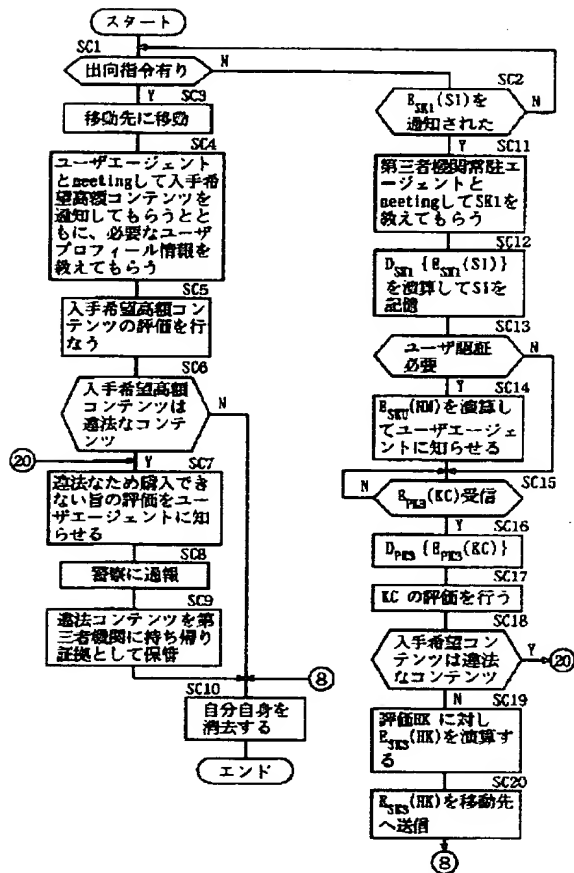 スタート
SC1
出向指令有り
N
Y
SC3
移動先に移動
SC4
ユーザエージェント
とmeetingして入手希
望高額コンテンツを
通知してもらうとと
もに、必要なユーザ
プロフィール情報を
教えてもらう
SC5
入手希望高額コン
テンツの評価を行
なう
SC6
入手希望高額
コンテンツは
違法なコンテ
ンツ
N
⑳
Y
SC7
違法なため購入でき
ない旨の評価をユー
ザエージェントに知
らせる
SC8
警察に通報
SC9
違法コンテンツを第
三者機関に持ち帰り
証拠として保管
⑧
SC10
自分自身を
消去する
エンド
SC2
E_SK1(S1)を
通知された
N
Y
SC11
第三者機関常駐エ
ージェントと
meetingしてSK1を
教えてもらう
SC12
D_SK1{E_SK1(S1)}
を演算してS1を
記憶
SC13
ユーザ認証
必要
N
Y
SC14
E_SKU(NM)を演算し
てユーザエージェ
ントに知らせる
SC15
N
E_PK3(KC)受信
Y
SC16
D_PK3{E_PK3(KC)}
SC17
KC の評価を行う
SC18
入手希望コン
テンツは違法
なコンテンツ
Y
⑳
N
SC19
評価HK に対し
E_SK3(HK)を演算す
る
SC20
E_SK3(HK)を移動先
へ送信
⑧